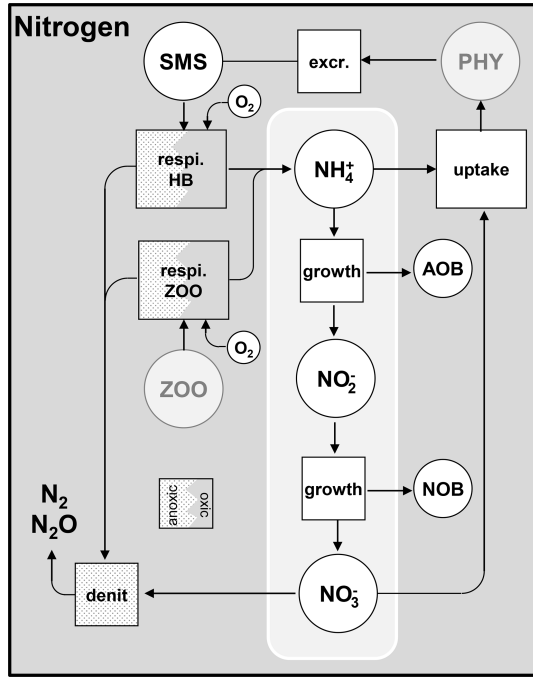 Nitrogen
SMS
excr.
PHY
O₂
respi.
HB
NH₄⁺
uptake
respi.
ZOO
growth
AOB
O₂
ZOO
NO₂⁻
anoxic
oxic
growth
NOB
N₂
N₂O
denit
NO₃⁻